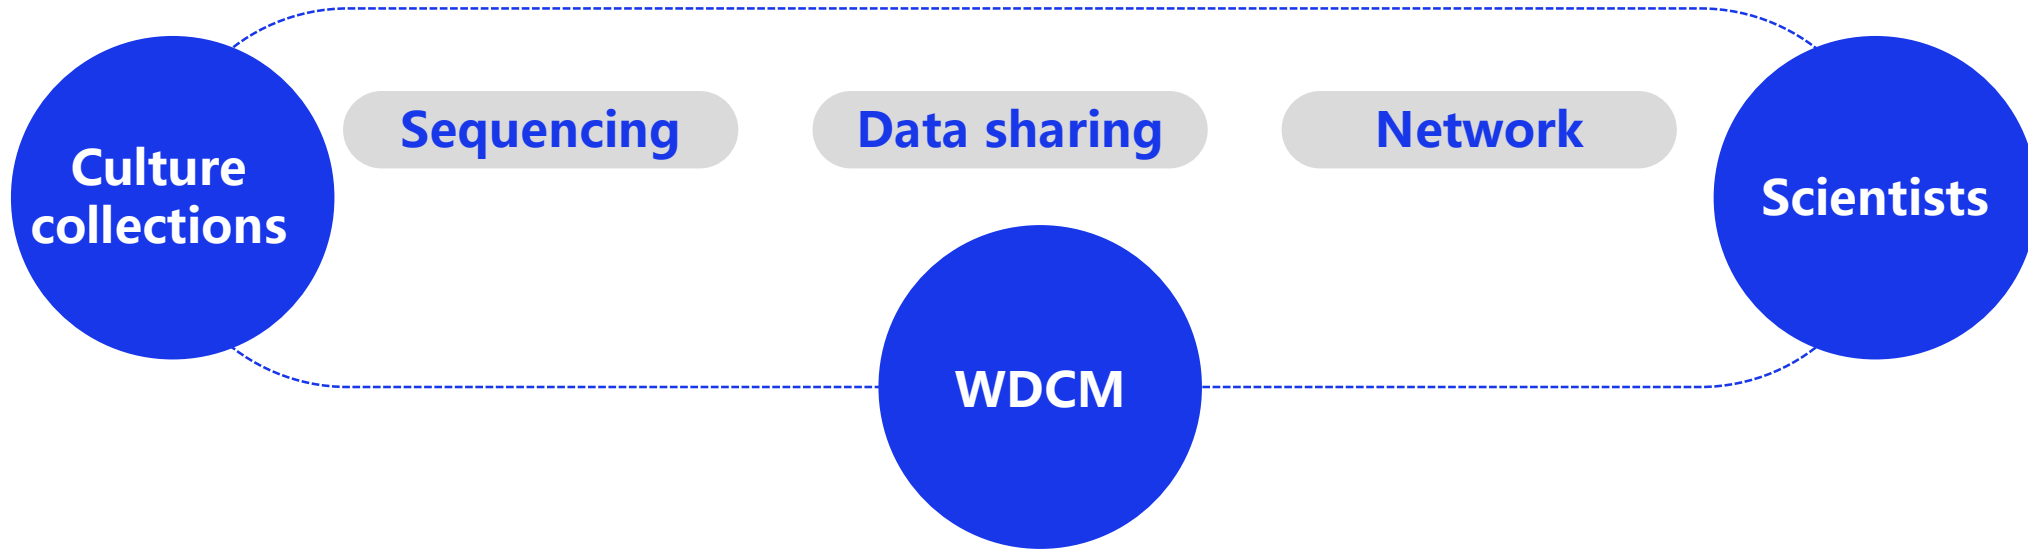 Culture
collections
Sequencing
Data sharing
Network
Scientists
WDCM